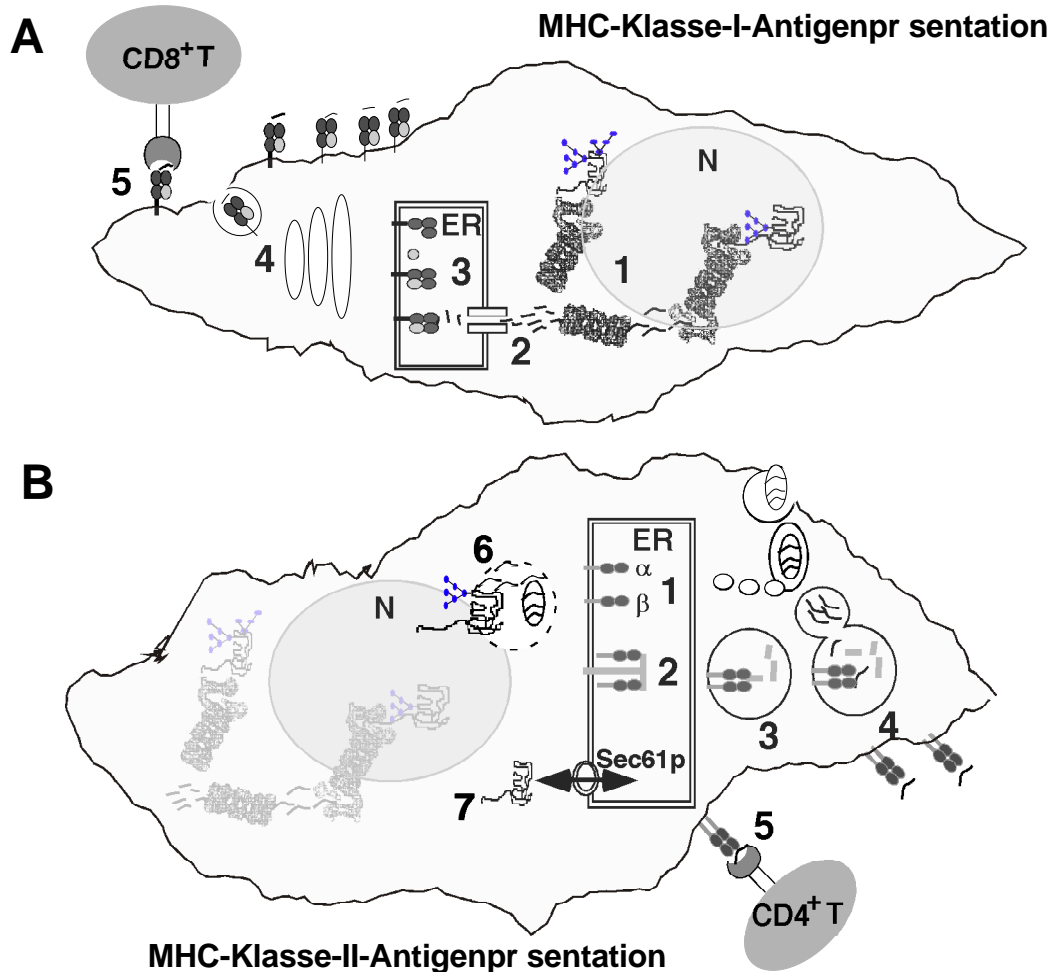 A
MHC-Klasse-I-Antigenpr sentation
CD8+T
N
5
ER
4
3
1
2
B
6
ER
N
α
1
β
2
3
4
Sec61p
7
5
CD4+T
MHC-Klasse-II-Antigenpr sentation